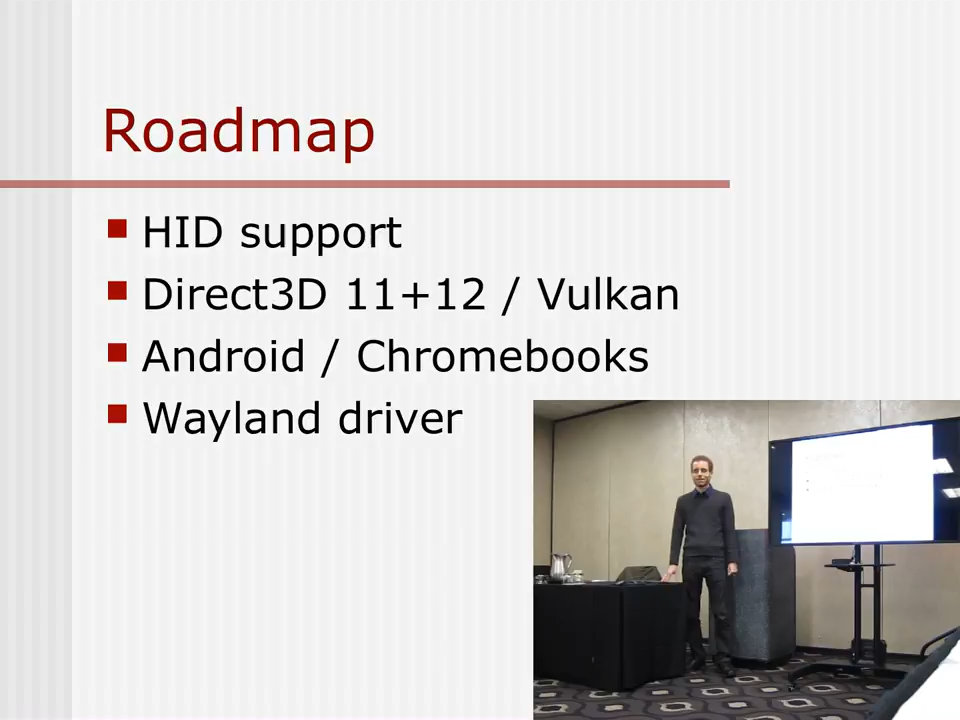 Roadmap
HID support
Direct3D 11+12 / Vulkan
Android / Chromebooks
Wayland driver